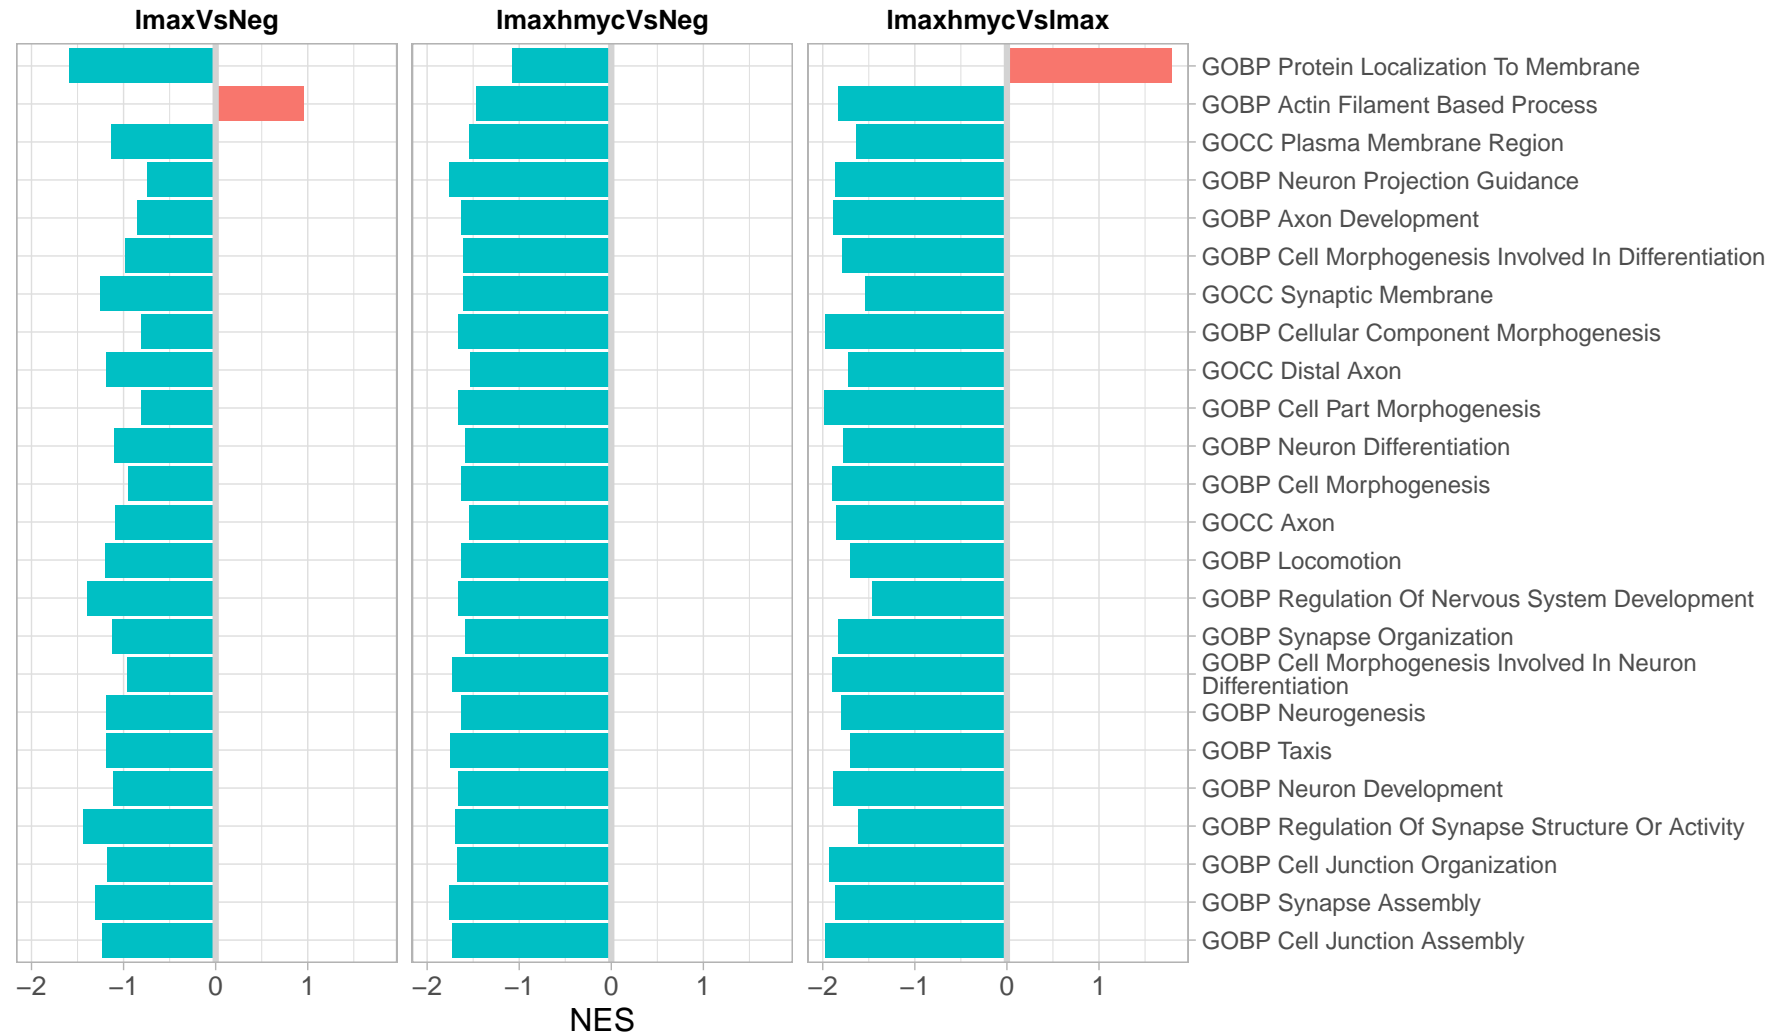 ImaxVsNeg
ImaxhmycVsNeg
ImaxhmycVsImax
GOBP Protein Localization To Membrane
GOBP Actin Filament Based Process
GOCC Plasma Membrane Region
GOBP Neuron Projection Guidance
GOBP Axon Development
GOBP Cell Morphogenesis Involved In Differentiation
GOCC Synaptic Membrane
GOBP Cellular Component Morphogenesis
GOCC Distal Axon
GOBP Cell Part Morphogenesis
GOBP Neuron Differentiation
GOBP Cell Morphogenesis
GOCC Axon
GOBP Locomotion
GOBP Regulation Of Nervous System Development
GOBP Synapse Organization
GOBP Cell Morphogenesis Involved In Neuron
Differentiation
GOBP Neurogenesis
GOBP Taxis
GOBP Neuron Development
GOBP Regulation Of Synapse Structure Or Activity
GOBP Cell Junction Organization
GOBP Synapse Assembly
GOBP Cell Junction Assembly
−2 −1 0 1
−2 −1 0 1
−2 −1 0 1
NES